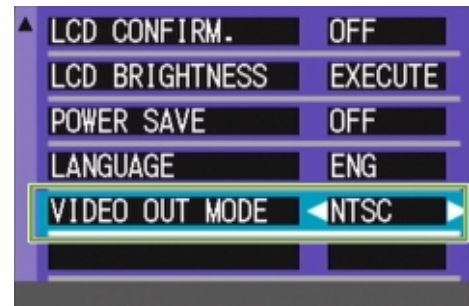 LCD CONFIRM. OFF
LCD BRIGHTNESS EXECUTE
POWER SAVE OFF
LANGUAGE ENG
VIDEO OUT MODE NTSC